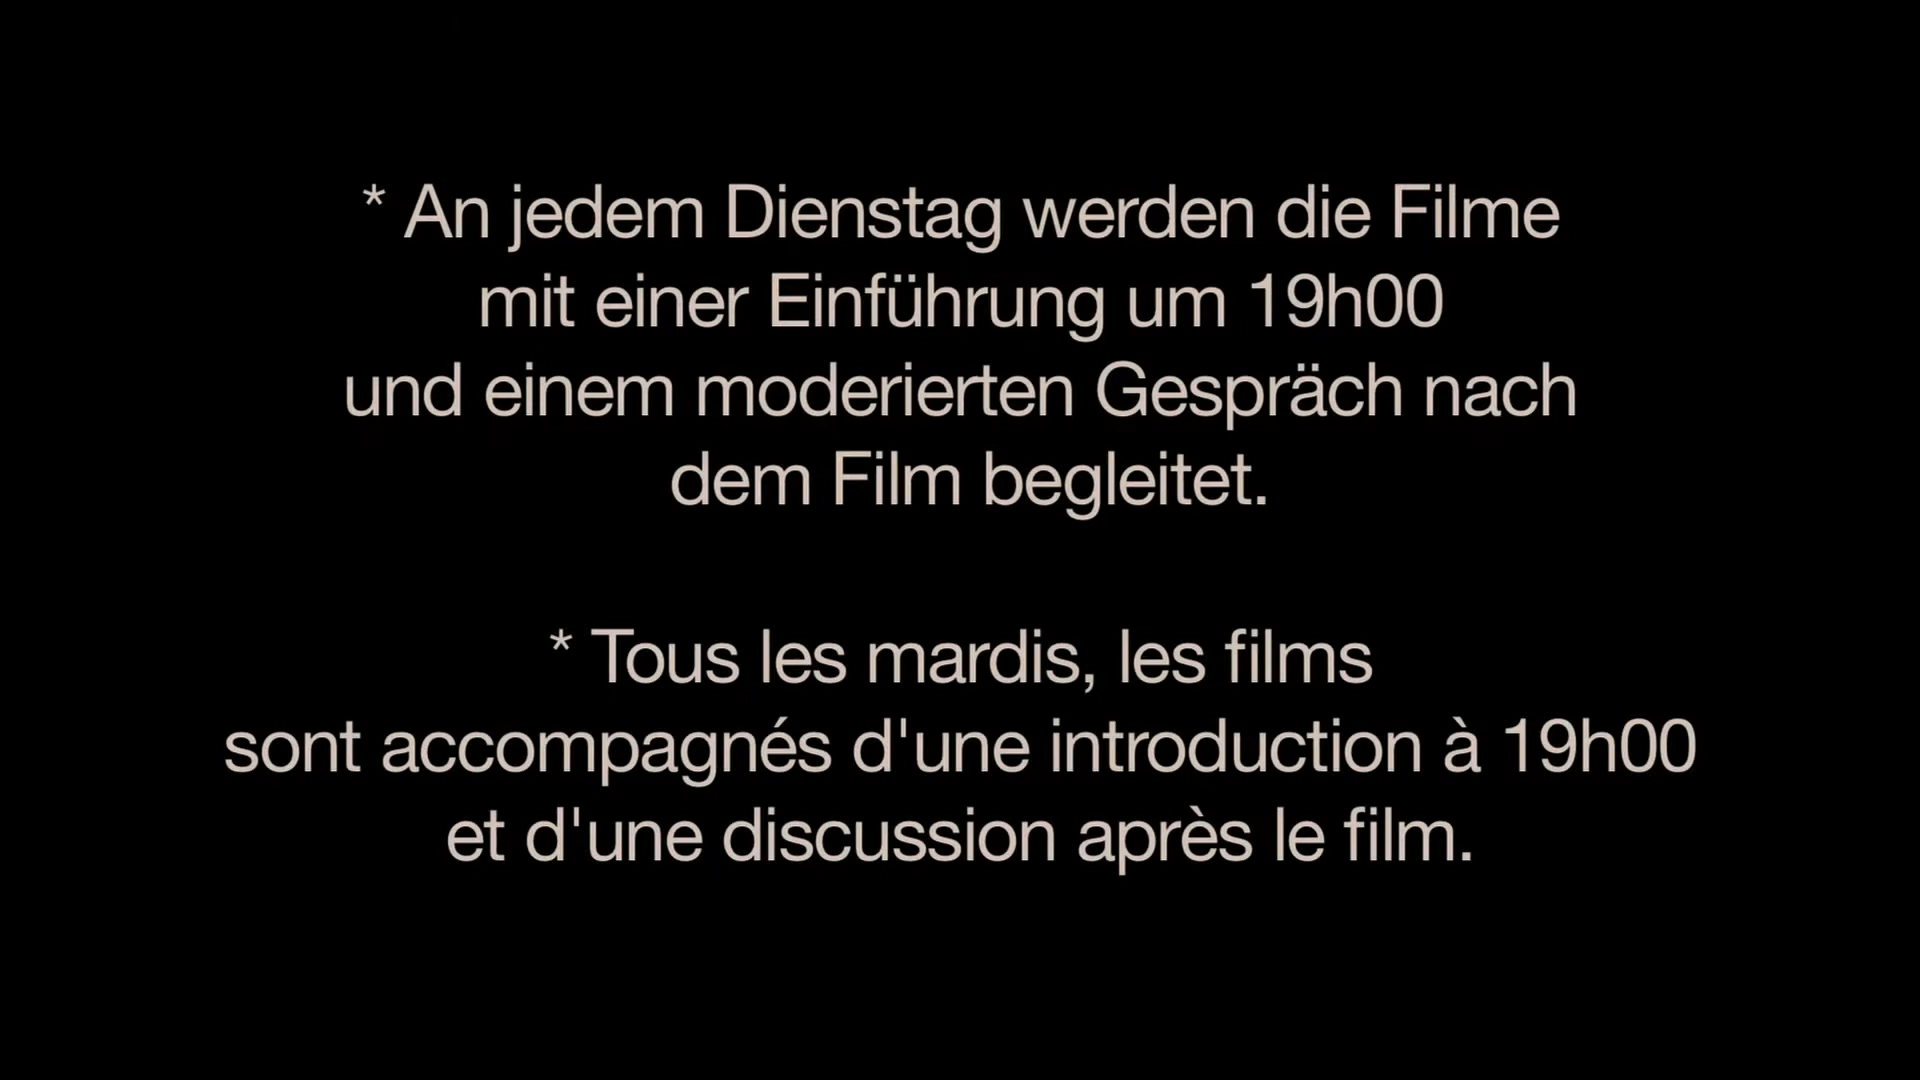 * An jedem Dienstag werden die Filme
mit einer Einführung um 19h00
und einem moderierten Gespräch nach
dem Film begleitet.
* Tous les mardis, les films
sont accompagnés d'une introduction à 19h00
et d'une discussion après le film.